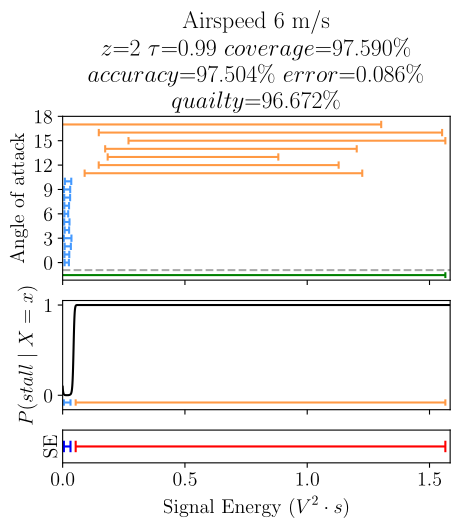 Airspeed 6 m/s
z=2 τ=0.99 coverage=97.590%
accuracy=97.504% error=0.086%
quailty=96.672%
18
15
12
9
6
3
0
Angle of attack
1
0
P(stall | X = x)
SE
0.0 0.5 1.0 1.5
Signal Energy (V² · s)